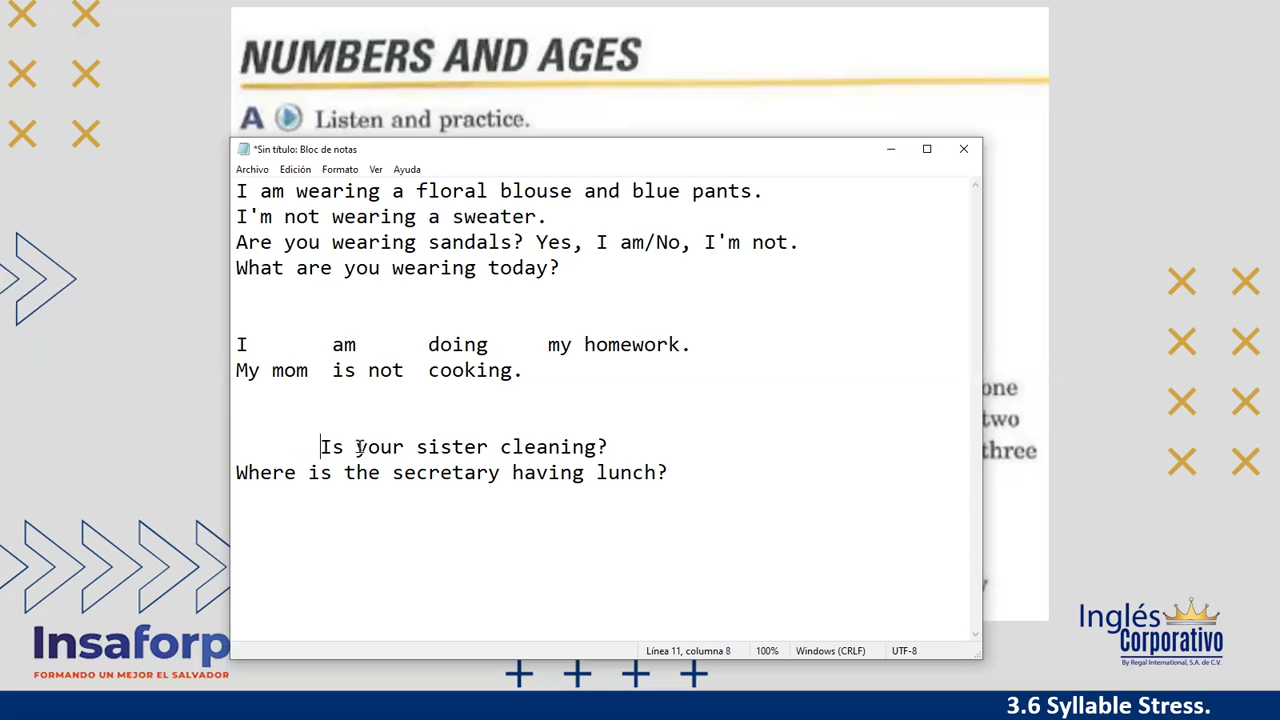 NUMBERS AND AGES
A Listen and practice.
*Sin título: Bloc de notas
Archivo Edición Formato Ver Ayuda
I am wearing a floral blouse and blue pants.
I'm not wearing a sweater.
Are you wearing sandals? Yes, I am/No, I'm not.
What are you wearing today?
I am doing my homework.
My mom is not cooking.
one
two
three
Is your sister cleaning?
Where is the secretary having lunch?
Línea 11, columna 8 100% Windows (CRLF) UTF-8
Insaforp
FORMANDO UN MEJOR EL SALVADOR
Inglés
Corporativo
By Regal International, S.A. de C.V.
3.6 Syllable Stress.